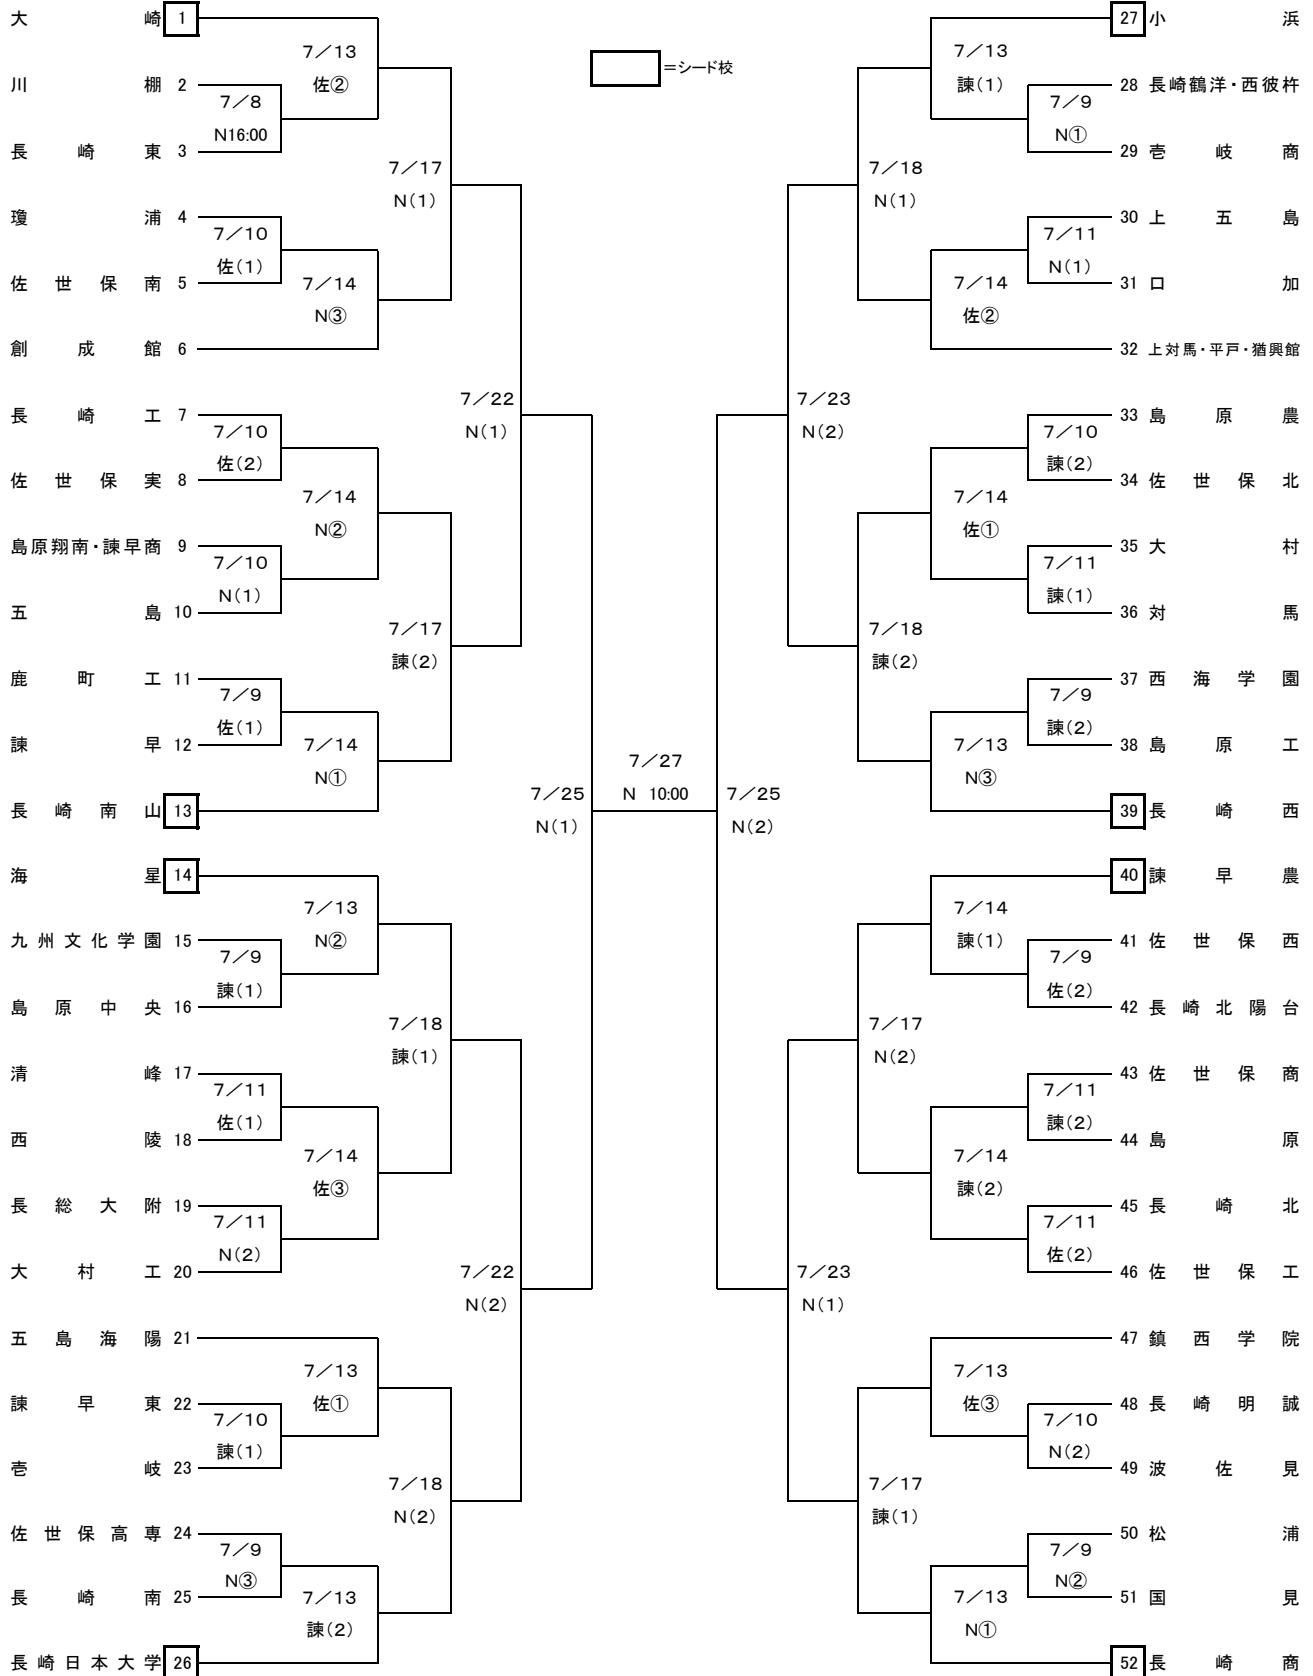 大崎 1
7／13
佐②
川棚 2
7／8
N16:00
長崎東 3
7／17
N(1)
瓊浦 4
7／10
佐(1)
佐世保南 5
7／14
N③
創成館 6
7／22
N(1)
長崎工 7
7／10
佐(2)
佐世保実 8
7／14
N②
島原翔南・諫早商 9
7／10
N(1)
五島 10
7／17
諫(2)
鹿町工 11
7／9
佐(1)
諫早 12
7／14
N①
長崎南山 13
7／25
N(1)
海星 14
7／13
N②
九州文化学園 15
7／9
諫(1)
島原中央 16
7／18
諫(1)
清峰 17
7／11
佐(1)
西陵 18
7／14
佐③
長総大附 19
7／11
N(2)
大村工 20
7／22
N(2)
五島海陽 21
7／13
佐①
諫早東 22
7／10
諫(1)
壱岐 23
7／18
N(2)
佐世保高専 24
7／9
N③
長崎南 25
7／13
諫(2)
長崎日本大学 26
＝シード校
7／27
N 10:00
27 小浜
7／13
諫(1)
28 長崎鶴洋・西彼杵
7／9
N①
29 壱岐商
7／18
N(1)
30 上五島
7／11
N(1)
31 口加
7／14
佐②
32 上対馬・平戸・猶興館
7／23
N(2)
33 島原農
7／10
諫(2)
34 佐世保北
7／14
佐①
35 大村
7／11
諫(1)
36 対馬
7／18
諫(2)
37 西海学園
7／9
諫(2)
38 島原工
7／13
N③
39 長崎西
7／25
N(2)
40 諫早農
7／14
諫(1)
41 佐世保西
7／9
佐(2)
42 長崎北陽台
7／17
N(2)
43 佐世保商
7／11
諫(2)
44 島原
7／14
諫(2)
45 長崎北
7／11
佐(2)
46 佐世保工
7／23
N(1)
47 鎮西学院
7／13
佐③
48 長崎明誠
7／10
N(2)
49 波佐見
7／17
諫(1)
50 松浦
7／9
N②
51 国見
7／13
N①
52 長崎商